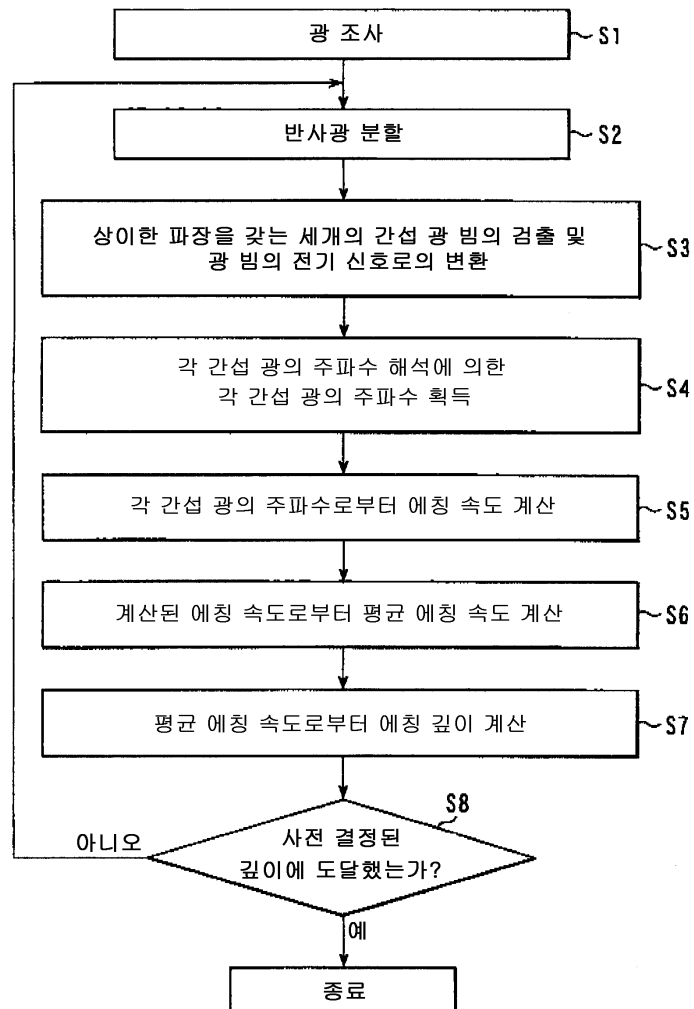 광 조사
S1
반사광 분할
S2
상이한 파장을 갖는 세개의 간섭 광 빔의 검출 및
광 빔의 전기 신호로의 변환
S3
각 간섭 광의 주파수 해석에 의한
각 간섭 광의 주파수 획득
S4
각 간섭 광의 주파수로부터 에칭 속도 계산
S5
계산된 에칭 속도로부터 평균 에칭 속도 계산
S6
평균 에칭 속도로부터 에칭 깊이 계산
S7
S8
사전 결정된
깊이에 도달했는가?
아니오
예
종료